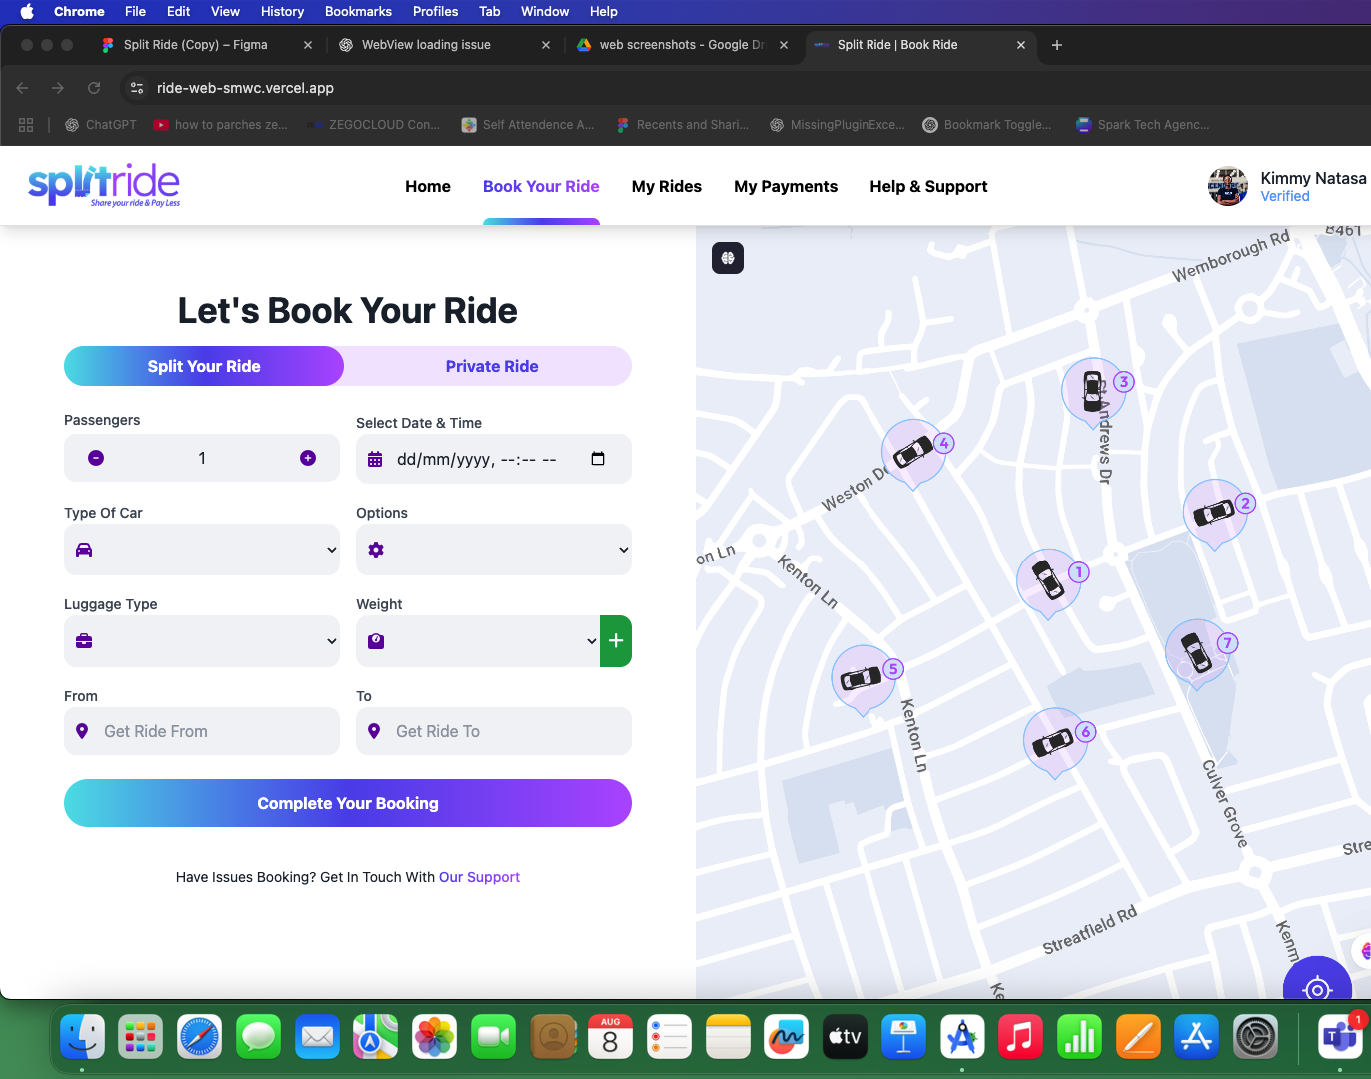 Chrome File Edit View History Bookmarks Profiles Tab Window Help
Split Ride (Copy) – Figma
WebView loading issue
web screenshots - Google Dr
Split Ride | Book Ride
ride-web-smwc.vercel.app
ChatGPT
how to parches ze...
ZEGOCLOUD Con...
Self Attendence A...
Recents and Shari...
MissingPluginExce...
Bookmark Toggle...
Spark Tech Agenc...
splitride
Share your ride & Pay Less
Home
Book Your Ride
My Rides
My Payments
Help & Support
Kimmy Natasa
Verified
Let's Book Your Ride
Split Your Ride
Private Ride
Passengers
1
Select Date & Time
dd/mm/yyyy, --:-- --
Type Of Car
Options
Luggage Type
Weight
+
From
Get Ride From
To
Get Ride To
Complete Your Booking
Have Issues Booking? Get In Touch With Our Support
Wemborough Rd
B461
3
St Andrews Dr
4
Weston D
2
on Ln
Kenton Ln
1
7
5
Kenton Ln
6
Culver Grove
Stre
Streatfield Rd
Kenm
Ke
AUG
8
tv
1